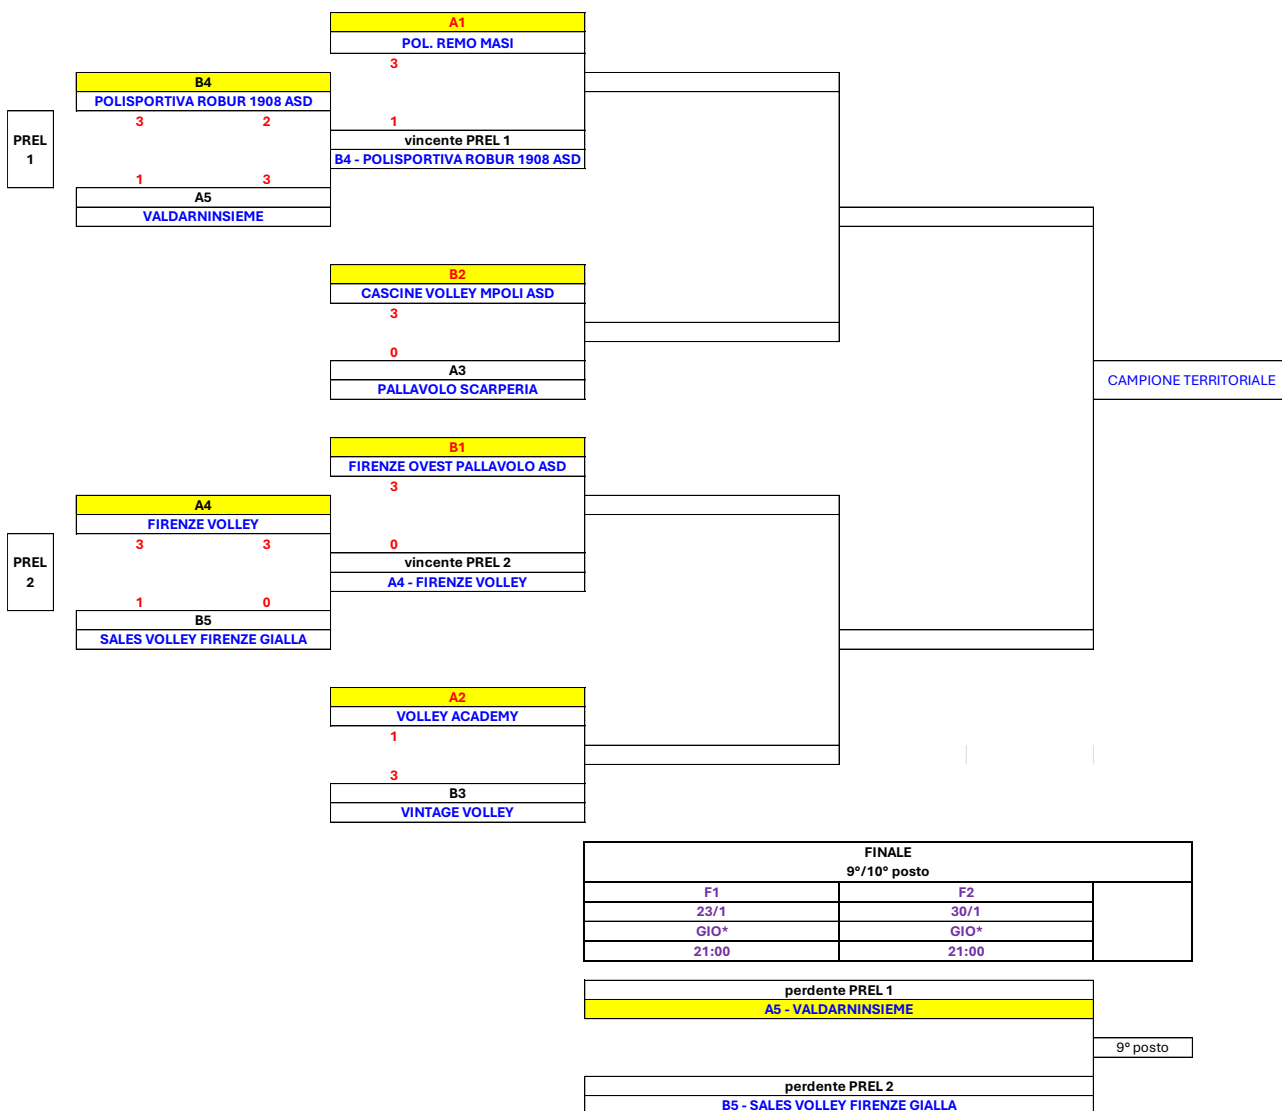 A1
POL. REMO MASI
3
B4
POLISPORTIVA ROBUR 1908 ASD
3 2
1
PREL
1
vincente PREL 1
B4 - POLISPORTIVA ROBUR 1908 ASD
1 3
A5
VALDARNINSIEME
B2
CASCINE VOLLEY MPOLI ASD
3
0
A3
PALLAVOLO SCARPERIA
CAMPIONE TERRITORIALE
B1
FIRENZE OVEST PALLAVOLO ASD
3
A4
FIRENZE VOLLEY
3 3
0
PREL
2
vincente PREL 2
A4 - FIRENZE VOLLEY
1 0
B5
SALES VOLLEY FIRENZE GIALLA
A2
VOLLEY ACADEMY
1
3
B3
VINTAGE VOLLEY
FINALE
9°/10° posto
F1 F2
23/1 30/1
GIO* GIO*
21:00 21:00
perdente PREL 1
A5 - VALDARNINSIEME
9° posto
perdente PREL 2
B5 - SALES VOLLEY FIRENZE GIALLA